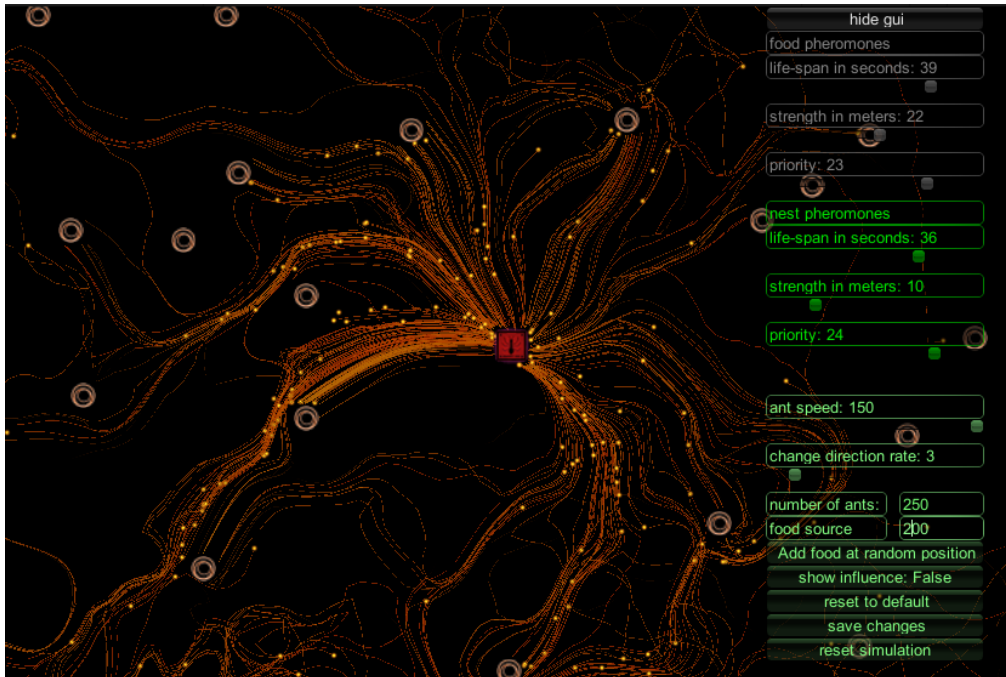 hide gui
food pheromones
life-span in seconds: 39
strength in meters: 22
priority: 23
nest pheromones
life-span in seconds: 36
strength in meters: 10
priority: 24
ant speed: 150
change direction rate: 3
number of ants: 250
food source 200
Add food at random position
show influence: False
reset to default
save changes
reset simulation